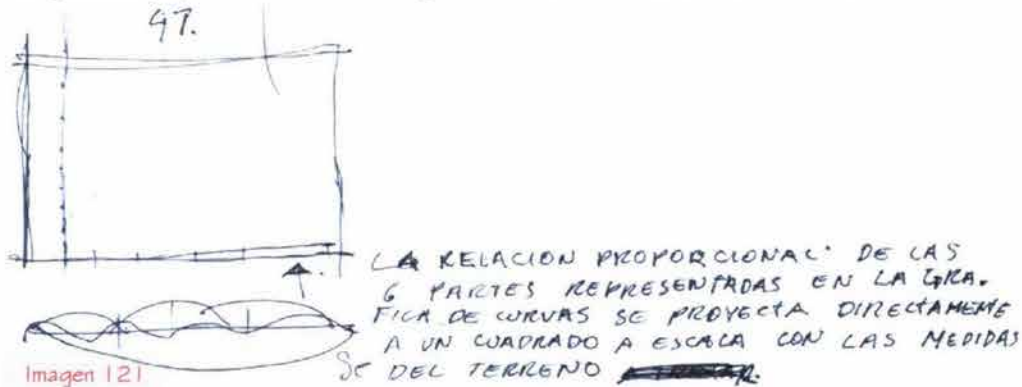 47.
LA RELACION PROPORCIONAL DE LAS
6 PARTES REPRESENTADAS EN LA GRA.
FICA DE CURVAS SE PROYECTA DIRECTAMENTE
A UN CUADRADO A ESCALA CON LAS MEDIDAS
DEL TERRENO
Imagen 121